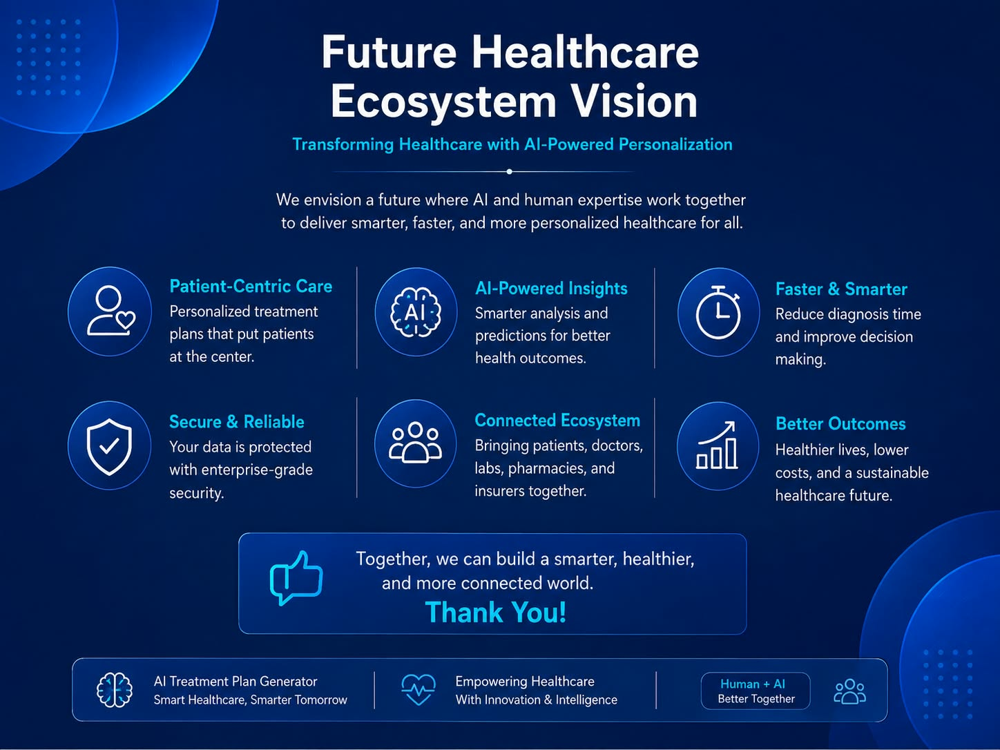 Future Healthcare
Ecosystem Vision
Transforming Healthcare with AI-Powered Personalization
We envision a future where AI and human expertise work together
to deliver smarter, faster, and more personalized healthcare for all.
Patient-Centric Care
Personalized treatment
plans that put patients
at the center.
AI
AI-Powered Insights
Smarter analysis and
predictions for better
health outcomes.
Faster & Smarter
Reduce diagnosis time
and improve decision
making.
Secure & Reliable
Your data is protected
with enterprise-grade
security.
Connected Ecosystem
Bringing patients, doctors,
labs, pharmacies, and
insurers together.
Better Outcomes
Healthier lives, lower
costs, and a sustainable
healthcare future.
Together, we can build a smarter, healthier,
and more connected world.
Thank You!
AI Treatment Plan Generator
Smart Healthcare, Smarter Tomorrow
Empowering Healthcare
With Innovation & Intelligence
Human + AI
Better Together